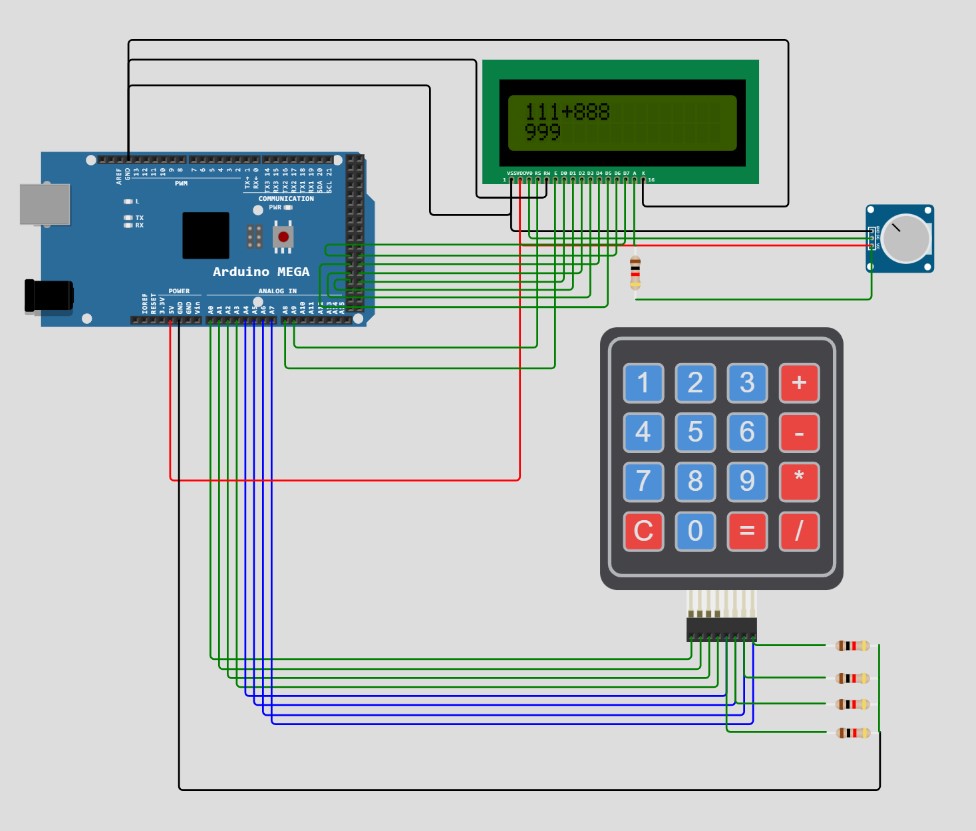 111+888
999
VSS VDD V0 RS RW E D0 D1 D2 D3 D4 D5 D6 D7 A K
1
16
AREF
GND
13
12
11
10
9
8
7
6
5
4
3
2
TX→ 1
RX← 0
TX3 14
RX3 15
TX2 16
RX2 17
TX1 18
RX1 19
SDA 20
SCL 21
PWM
COMMUNICATION
PWR
L
TX
RX
Arduino MEGA
POWER
ANALOG IN
IOREF
RESET
3.3V
5V
GND
GND
Vin
A0
A1
A2
A3
A4
A5
A6
A7
A8
A9
A10
A11
A12
A13
1 2 3 +
4 5 6 -
7 8 9 *
C 0 = /